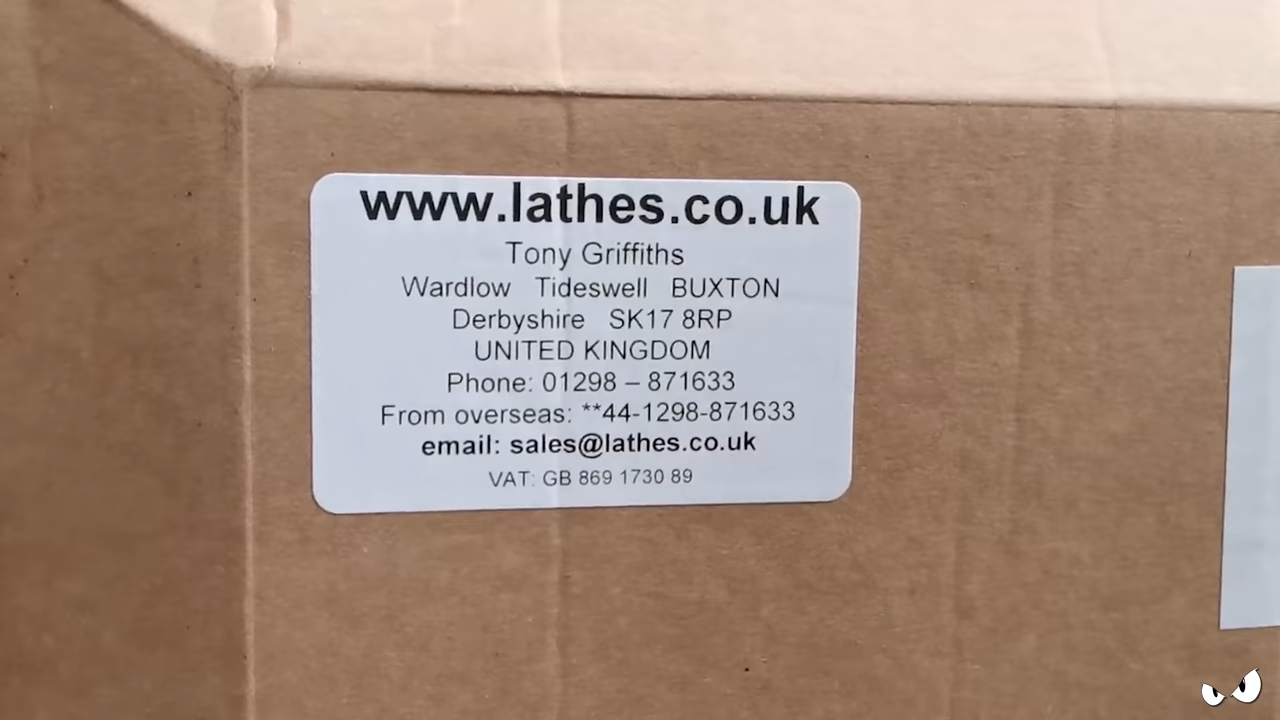 www.lathes.co.uk
Tony Griffiths
Wardlow Tideswell BUXTON
Derbyshire SK17 8RP
UNITED KINGDOM
Phone: 01298 – 871633
From overseas: **44-1298-871633
email: sales@lathes.co.uk
VAT: GB 869 1730 89